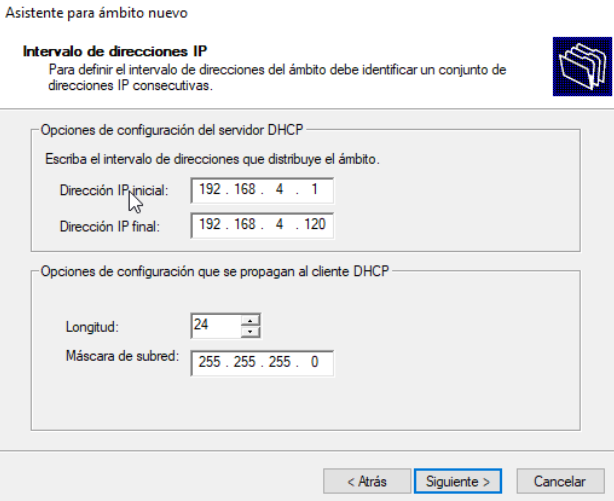 Asistente para ámbito nuevo
Intervalo de direcciones IP
Para definir el intervalo de direcciones del ámbito debe identificar un conjunto de
direcciones IP consecutivas.
Opciones de configuración del servidor DHCP
Escriba el intervalo de direcciones que distribuye el ámbito.
Dirección IP inicial: 192 . 168 . 4 . 1
Dirección IP final: 192 . 168 . 4 . 120
Opciones de configuración que se propagan al cliente DHCP
Longitud: 24
Máscara de subred: 255 . 255 . 255 . 0
< Atrás Siguiente > Cancelar